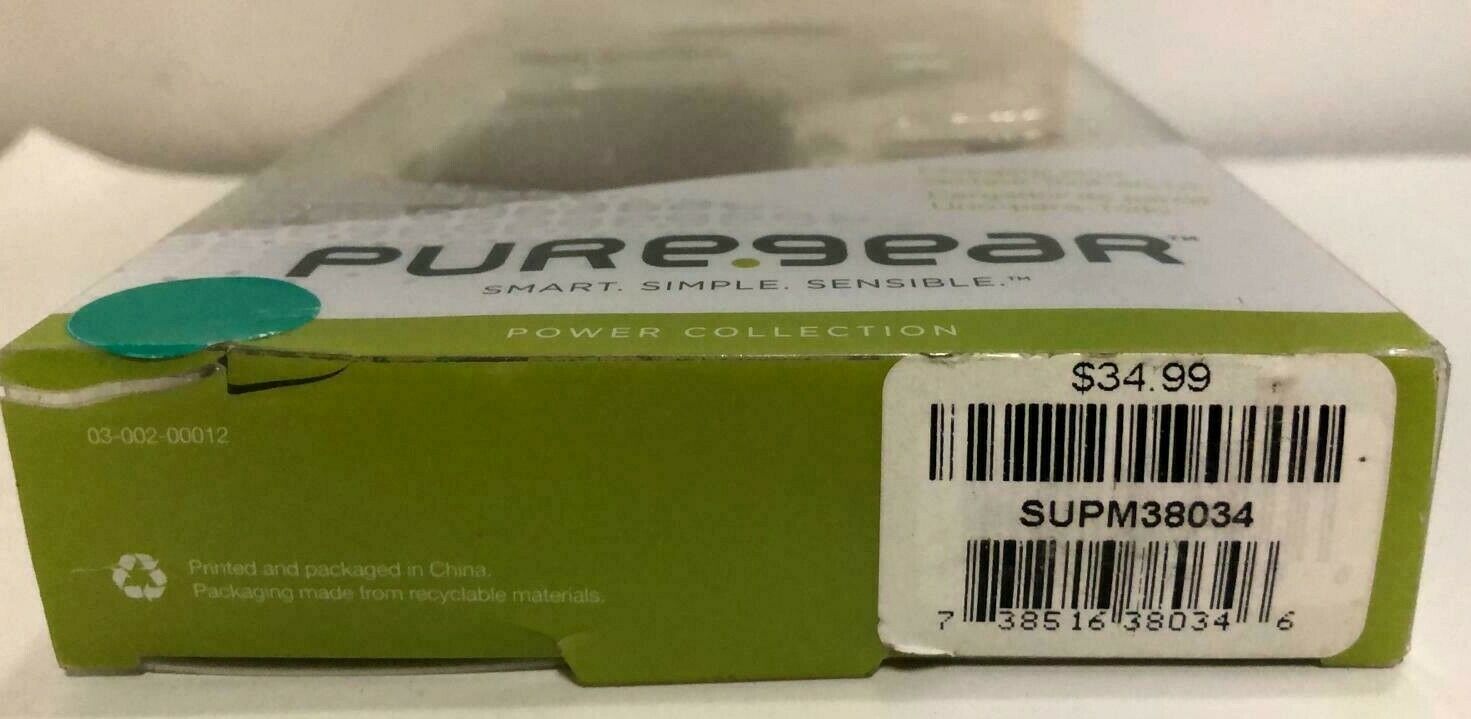 PUREGEAR™
SMART. SIMPLE. SENSIBLE.™
POWER COLLECTION
$34.99
03-002-00012
SUPM38034
Printed and packaged in China.
Packaging made from recyclable materials.
7 38516 38034 6